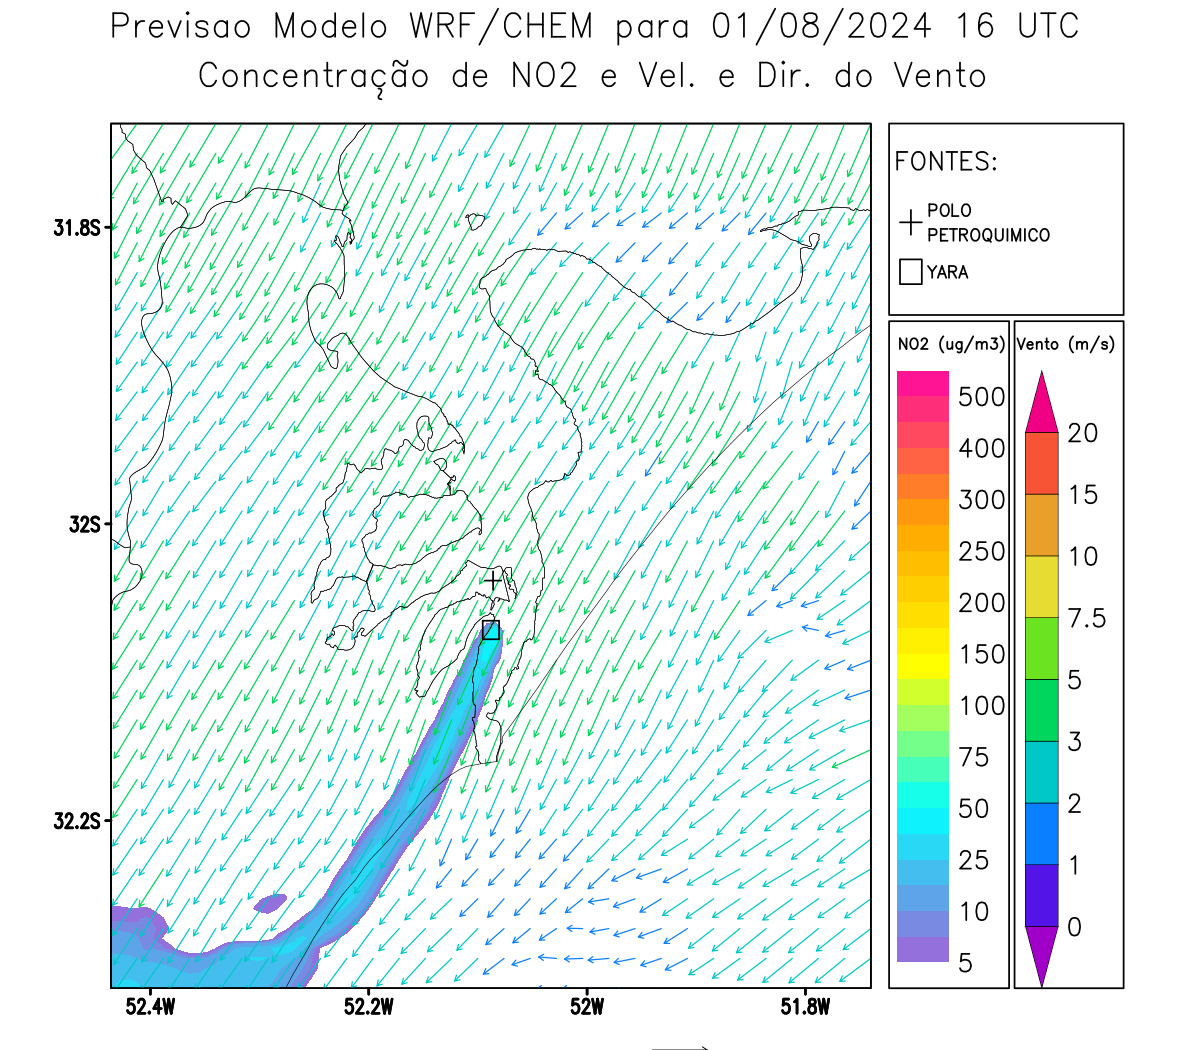 Previsao Modelo WRF/CHEM para 01/08/2024 16 UTC
Concentração de NO2 e Vel. e Dir. do Vento
FONTES:
POLO
PETROQUIMICO
YARA
NO2 (ug/m3)
500
400
300
250
200
150
100
75
50
25
10
5
Vento (m/s)
20
15
10
7.5
5
3
2
1
0
31.8S
32S
32.2S
52.4W
52.2W
52W
51.8W